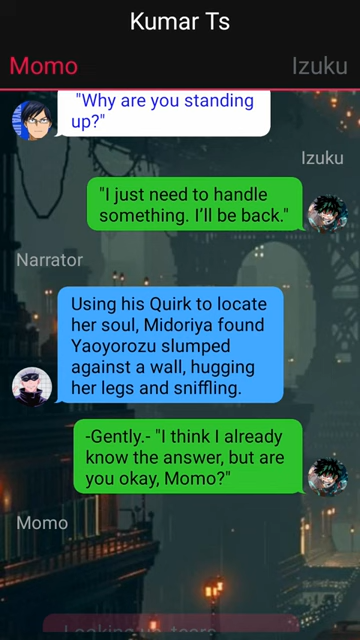 Kumar Ts
Momo
Izuku
"Why are you standing
up?"
Izuku
"I just need to handle
something. I'll be back."
Narrator
Using his Quirk to locate
her soul, Midoriya found
Yaoyorozu slumped
against a wall, hugging
her legs and sniffling.
-Gently.- "I think I already
know the answer, but are
you okay, Momo?"
Momo